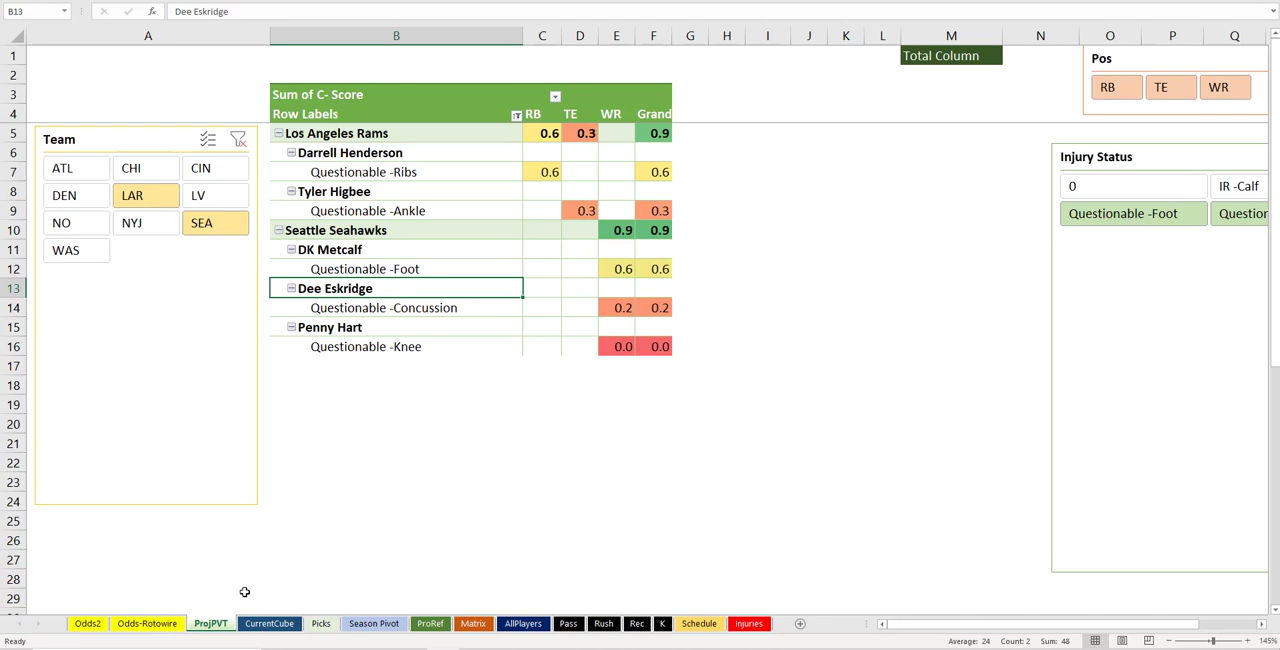 B13 Dee Eskridge
A B C D E F G H I J K L M N O P Q
1 Total Column Pos
2 RB TE WR
3 Sum of C- Score
4 Row Labels RB TE WR Grand
5 Team Los Angeles Rams 0.6 0.3 0.9
6 ATL CHI CIN Darrell Henderson Injury Status
7 Questionable -Ribs 0.6 0.6 0 IR -Calf
8 DEN LAR LV Tyler Higbee
9 NO NYJ SEA Questionable -Ankle 0.3 0.3 Questionable -Foot Question
10 Seattle Seahawks 0.9 0.9
11 WAS DK Metcalf
12 Questionable -Foot 0.6 0.6
13 Dee Eskridge
14 Questionable -Concussion 0.2 0.2
15 Penny Hart
16 Questionable -Knee 0.0 0.0
17
18
19
20
21
22
23
24
25
26
27
28
29
Odds2 Odds-Rotowire ProjPVT CurrentCube Picks Season Pivot ProRef Matrix AllPlayers Pass Rush Rec K Schedule Injuries
Ready Average: 24 Count: 2 Sum: 48 145%